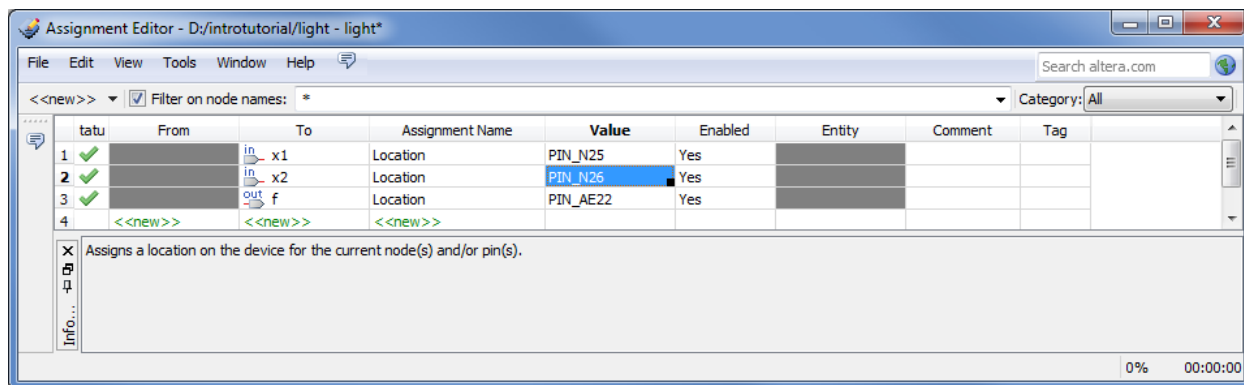 Assignment Editor - D:/introtutorial/light - light*
File Edit View Tools Window Help Search altera.com
<<new>> Filter on node names: * Category: All
tatu From To Assignment Name Value Enabled Entity Comment Tag
1 in x1 Location PIN_N25 Yes
2 in x2 Location PIN_N26 Yes
3 out f Location PIN_AE22 Yes
4 <<new>> <<new>> <<new>>
Assigns a location on the device for the current node(s) and/or pin(s).
Info...
0% 00:00:00